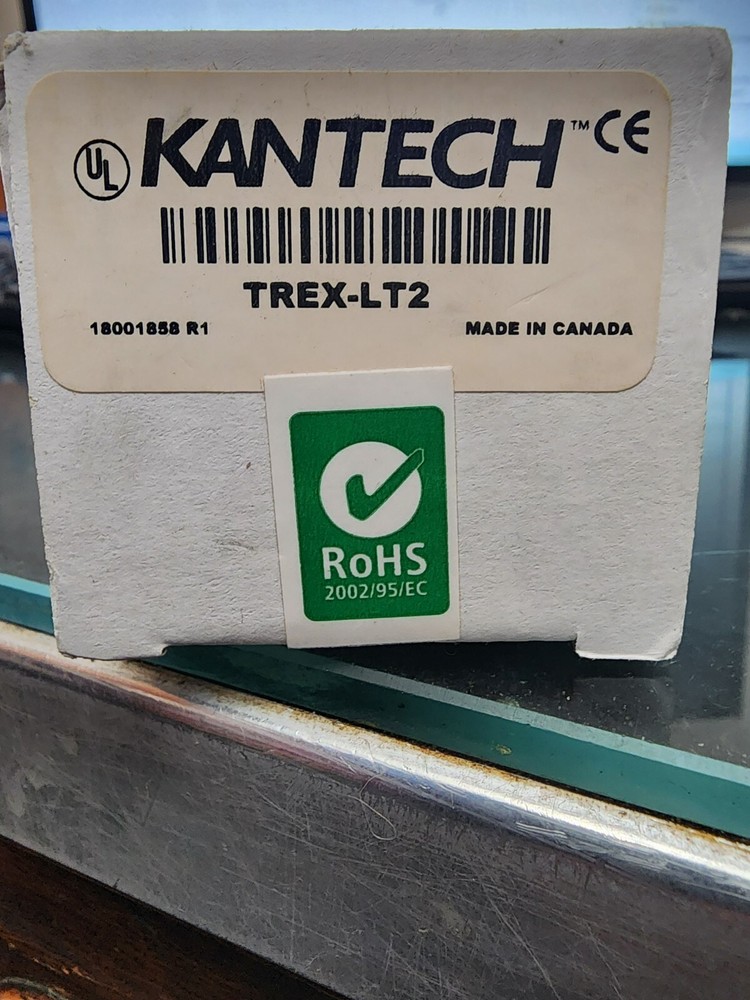 UL
KANTECH™ CE
TREX-LT2
18001858 R1 MADE IN CANADA
RoHS
2002/95/EC